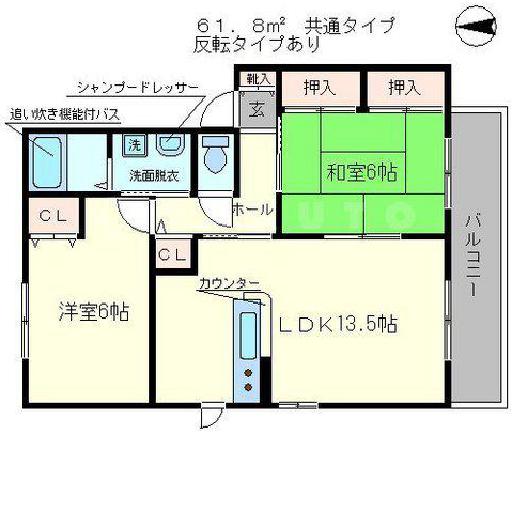 61.8㎡ 共通タイプ
反転タイプあり
シャンプードレッサー
靴入
押入
押入
追い炊き機能付バス
玄
洗
洗面脱衣
和室6帖
CL
ホール
UTO
バルコニー
CL
カウンター
洋室6帖
LDK13.5帖